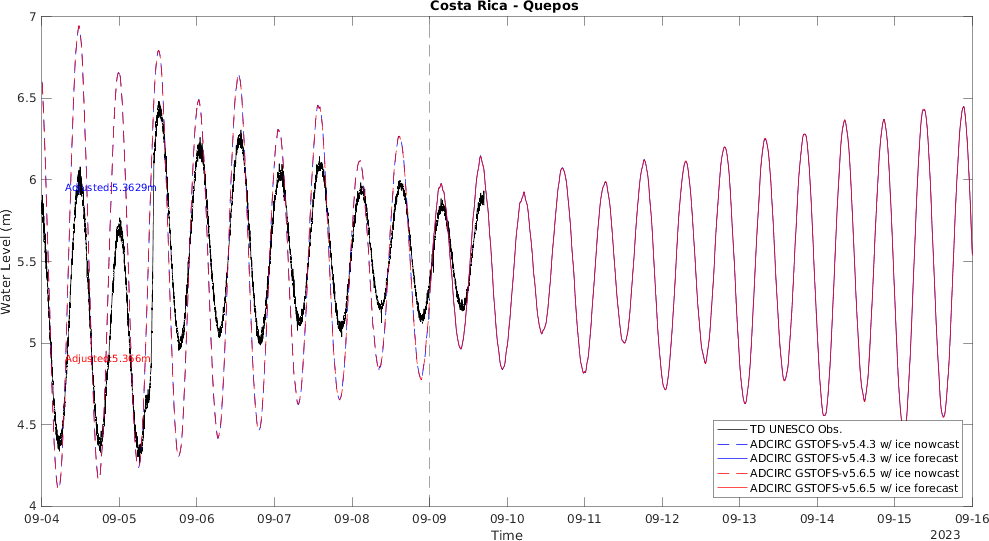 Costa Rica - Quepos
7
6.5
6
5.5
5
4.5
4
Water Level (m)
Adjusted:5.3629m
Adjusted:5.366m
TD UNESCO Obs.
ADCIRC GSTOFS-v5.4.3 w/ ice nowcast
ADCIRC GSTOFS-v5.4.3 w/ ice forecast
ADCIRC GSTOFS-v5.6.5 w/ ice nowcast
ADCIRC GSTOFS-v5.6.5 w/ ice forecast
09-04 09-05 09-06 09-07 09-08 09-09 09-10 09-11 09-12 09-13 09-14 09-15 09-16
Time
2023